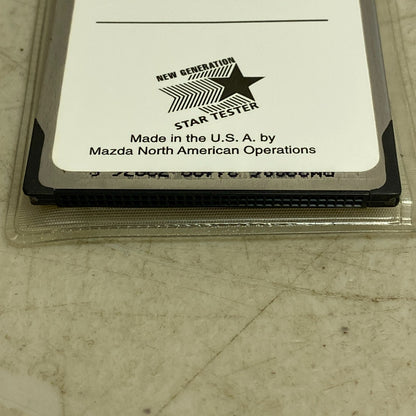 NEW GENERATION
STAR TESTER
Made in the U. S. A. by
Mazda North American Operations